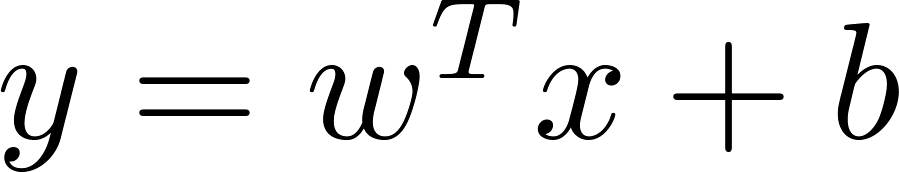 y = w^T x + b